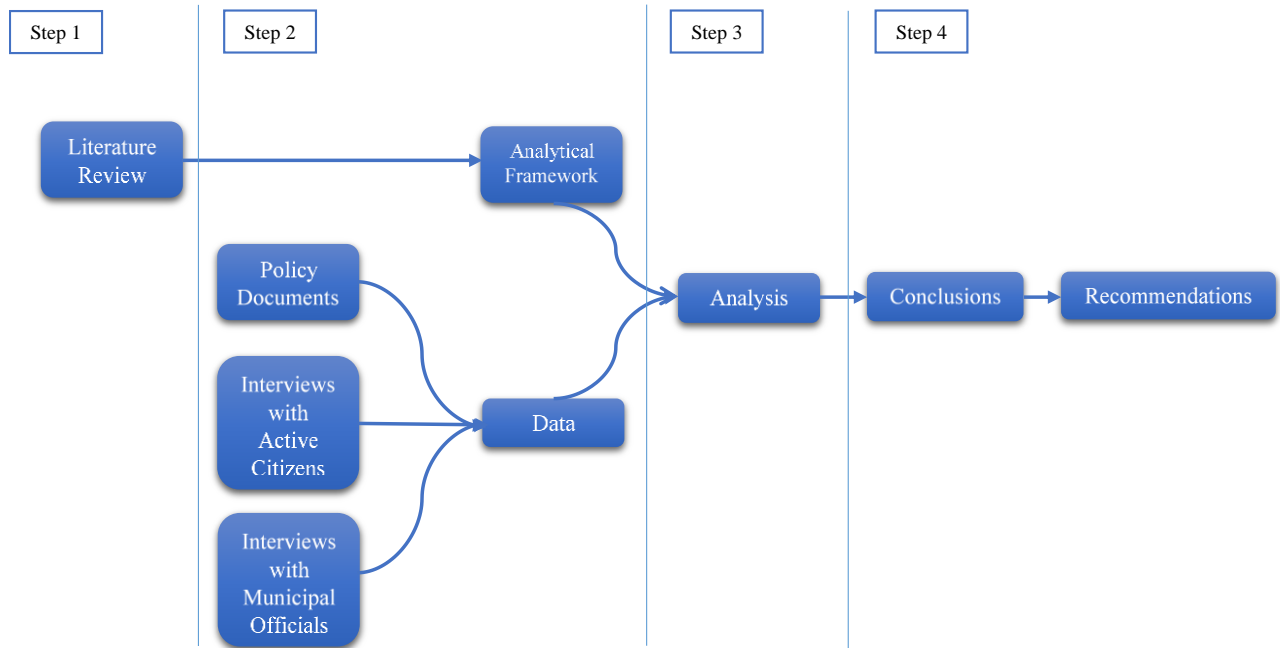 Step 1
Step 2
Step 3
Step 4
Literature
Review
Analytical
Framework
Policy
Documents
Interviews
with
Active
Citizens
Interviews
with
Municipal
Officials
Data
Analysis
Conclusions
Recommendations